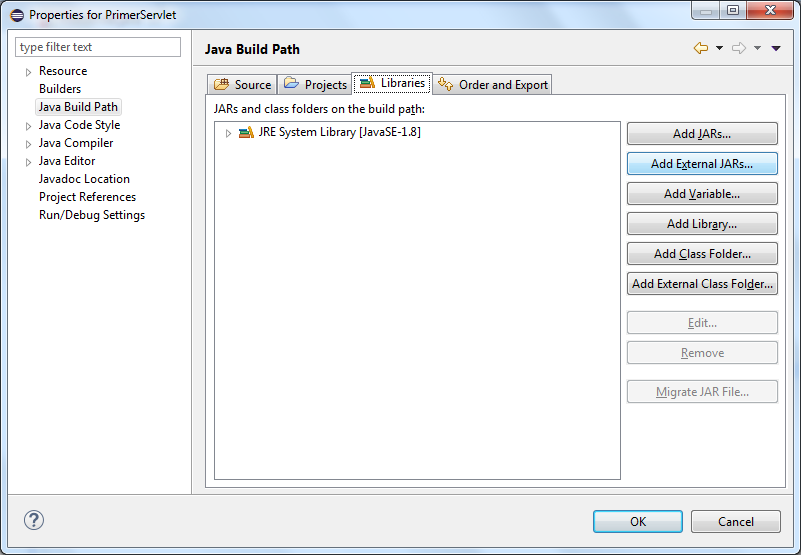 Properties for PrimerServlet
type filter text
Resource
Builders
Java Build Path
Java Code Style
Java Compiler
Java Editor
Javadoc Location
Project References
Run/Debug Settings
Java Build Path
Source
Projects
Libraries
Order and Export
JARs and class folders on the build path:
JRE System Library [JavaSE-1.8]
Add JARs...
Add External JARs...
Add Variable...
Add Library...
Add Class Folder...
Add External Class Folder...
Edit...
Remove
Migrate JAR File...
?
OK
Cancel